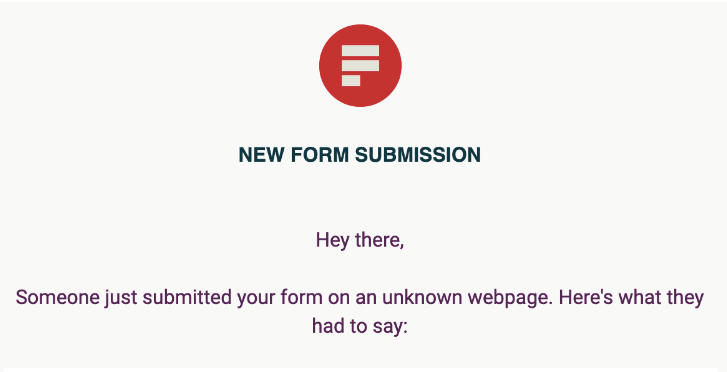 NEW FORM SUBMISSION
Hey there,
Someone just submitted your form on an unknown webpage. Here's what they
had to say: